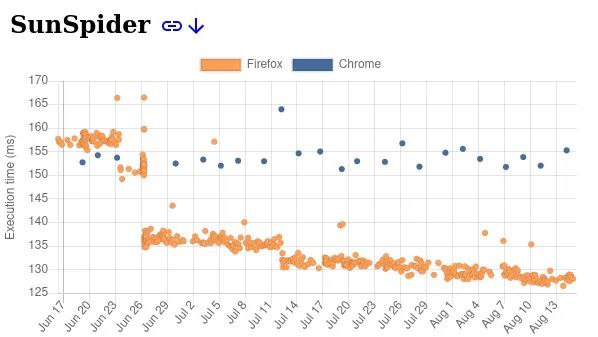 SunSpider
Firefox Chrome
Execution time (ms)
170
165
160
155
150
145
140
135
130
125
Jun 17 Jun 20 Jun 23 Jun 26 Jun 29 Jul 2 Jul 5 Jul 8 Jul 11 Jul 14 Jul 17 Jul 20 Jul 23 Jul 26 Jul 29 Aug 1 Aug 4 Aug 7 Aug 10 Aug 13